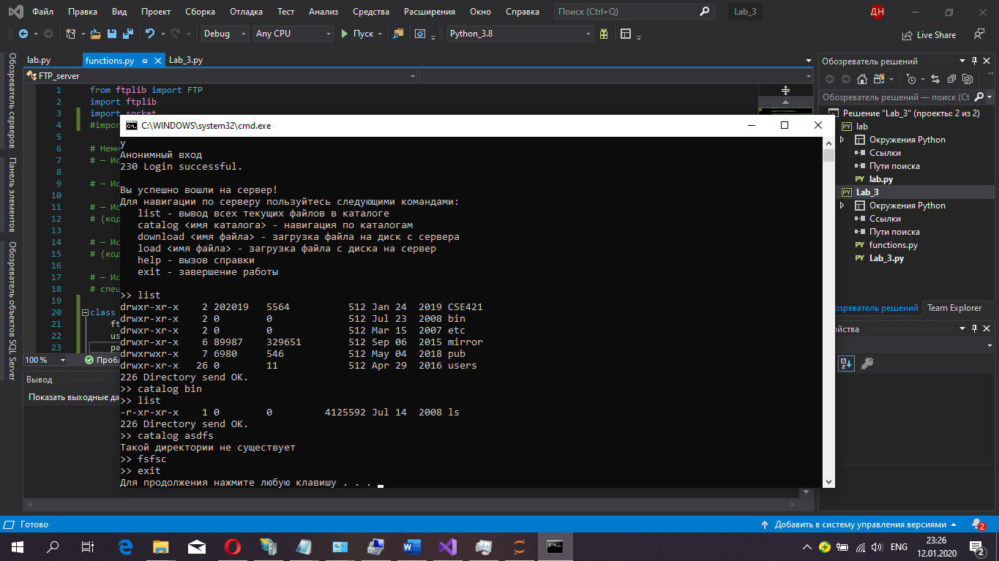 Файл Правка Вид Проект Сборка Отладка Тест Анализ Средства Расширения Окно Справка Поиск (Ctrl+Q) Lab_3 ДН
Debug Any CPU Пуск Python_3.8 Live Share
Обозреватель серверов
Панель элементов
Обозреватель объектов SQL Server
lab.py functions.py Lab_3.py
FTP_server
1 from ftplib import FTP
2 import ftplib
3 import socket
4 #impor
5
6 # Немн
7 # — Ис
8
9 # — Ис
10
11 # — Ис
12 # (код
13
14 # — Ис
15 # (код
16
17 # — Ис
18 # спец
19
20 class
21 ft
22 us
23 pa
100 % Пробл
Вывод
Показать выходные да
C:\WINDOWS\system32\cmd.exe
y
Анонимный вход
230 Login successful.
Вы успешно вошли на сервер!
Для навигации по серверу пользуйтесь следующими командами:
list - вывод всех текущих файлов в каталоге
catalog <имя каталога> - навигация по каталогам
download <имя файла> - загрузка файла на диск с сервера
load <имя файла> - загрузка файла с диска на сервер
help - вызов справки
exit - завершение работы
>> list
drwxr-xr-x 2 202019 5564 512 Jan 24 2019 CSE421
drwxr-xr-x 2 0 0 512 Jul 23 2008 bin
drwxr-xr-x 2 0 0 512 Mar 15 2007 etc
drwxr-xr-x 6 89987 329651 512 Sep 06 2015 mirror
drwxrwxr-x 7 6980 546 512 May 04 2018 pub
drwxr-xr-x 26 0 11 512 Apr 29 2016 users
226 Directory send OK.
>> catalog bin
>> list
-r-xr-xr-x 1 0 0 4125592 Jul 14 2008 ls
226 Directory send OK.
>> catalog asdfs
Такой директории не существует
>> fsfsc
>> exit
Для продолжения нажмите любую клавишу . . .
Обозреватель решений
Обозреватель решений — поиск (Ct
Решение "Lab_3" (проекты: 2 из 2)
PY lab
Окружения Python
Ссылки
Пути поиска
PY lab.py
PY Lab_3
Окружения Python
Ссылки
Пути поиска
PY functions.py
PY Lab_3.py
озреватель решений Team Explorer
ойства
Готово Добавить в систему управления версиями 2
ENG 23:26
12.01.2020 2